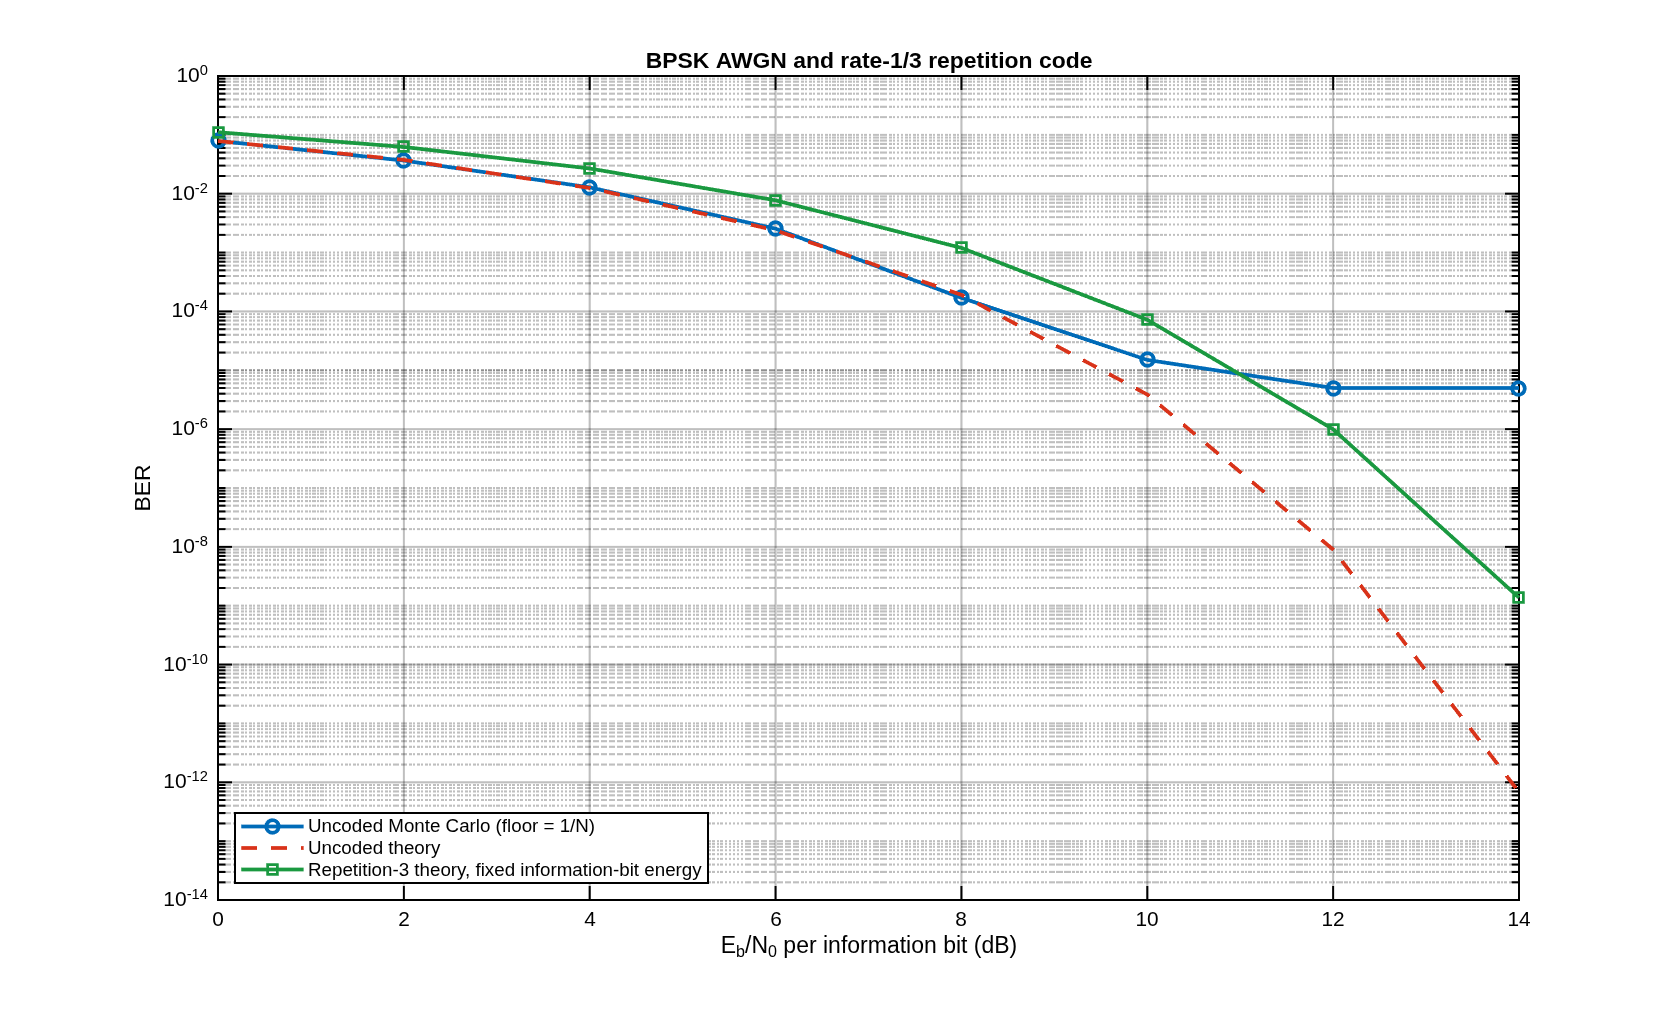 BPSK AWGN and rate-1/3 repetition code
10^0
10^-2
10^-4
10^-6
10^-8
10^-10
10^-12
10^-14
BER
Uncoded Monte Carlo (floor = 1/N)
Uncoded theory
Repetition-3 theory, fixed information-bit energy
0 2 4 6 8 10 12 14
E_b/N_0 per information bit (dB)